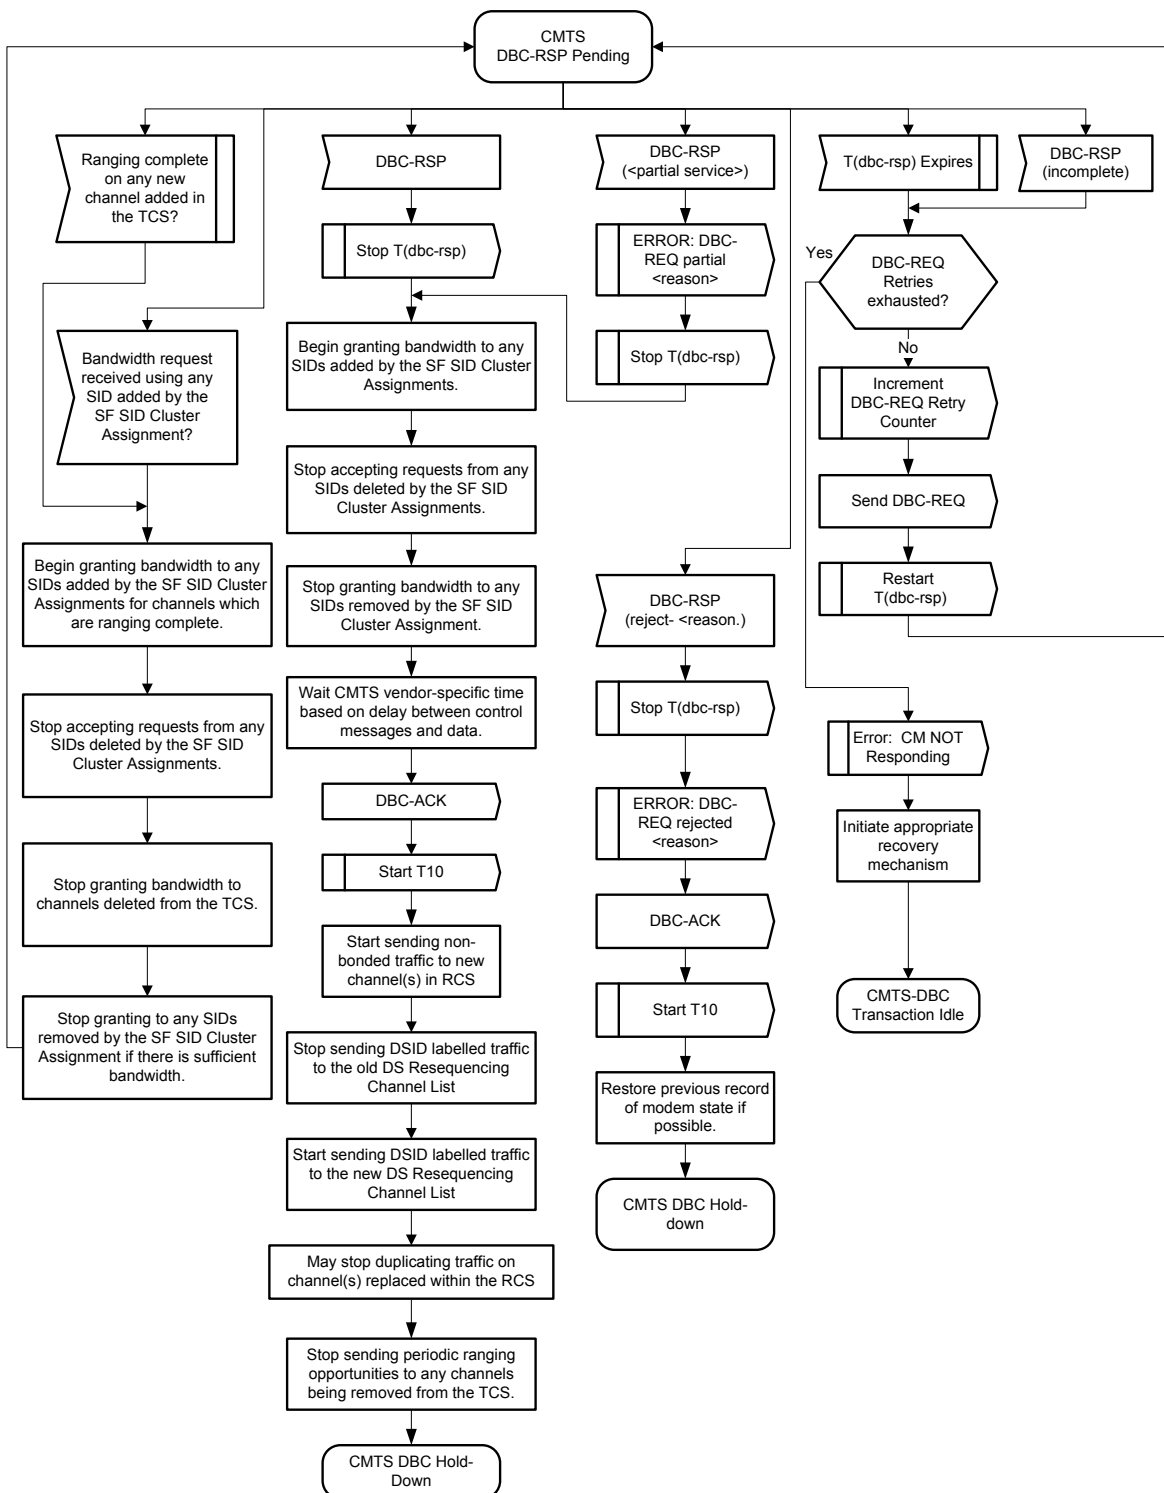 CMTS
DBC-RSP Pending
Ranging complete
on any new
channel added in
the TCS?
Bandwidth request
received using any
SID added by the
SF SID Cluster
Assignment?
Begin granting bandwidth to any
SIDs added by the SF SID Cluster
Assignments for channels which
are ranging complete.
Stop accepting requests from any
SIDs deleted by the SF SID
Cluster Assignments.
Stop granting bandwidth to
channels deleted from the TCS.
Stop granting to any SIDs
removed by the SF SID Cluster
Assignment if there is sufficient
bandwidth.
DBC-RSP
Stop T(dbc-rsp)
Begin granting bandwidth to any
SIDs added by the SF SID Cluster
Assignments.
Stop accepting requests from any
SIDs deleted by the SF SID
Cluster Assignments.
Stop granting bandwidth to any
SIDs removed by the SF SID
Cluster Assignment.
Wait CMTS vendor-specific time
based on delay between control
messages and data.
DBC-ACK
Start T10
Start sending non-
bonded traffic to new
channel(s) in RCS
Stop sending DSID labelled traffic
to the old DS Resequencing
Channel List
Start sending DSID labelled traffic
to the new DS Resequencing
Channel List
May stop duplicating traffic on
channel(s) replaced within the RCS
Stop sending periodic ranging
opportunities to any channels
being removed from the TCS.
CMTS DBC Hold-
Down
DBC-RSP
(<partial service>)
ERROR: DBC-
REQ partial
<reason>
Stop T(dbc-rsp)
DBC-RSP
(reject- <reason.)
Stop T(dbc-rsp)
ERROR: DBC-
REQ rejected
<reason>
DBC-ACK
Start T10
Restore previous record
of modem state if
possible.
CMTS DBC Hold-
down
T(dbc-rsp) Expires
DBC-RSP
(incomplete)
Yes
DBC-REQ
Retries
exhausted?
No
Increment
DBC-REQ Retry
Counter
Send DBC-REQ
Restart
T(dbc-rsp)
Error:  CM NOT
Responding
Initiate appropriate
recovery
mechanism
CMTS-DBC
Transaction Idle